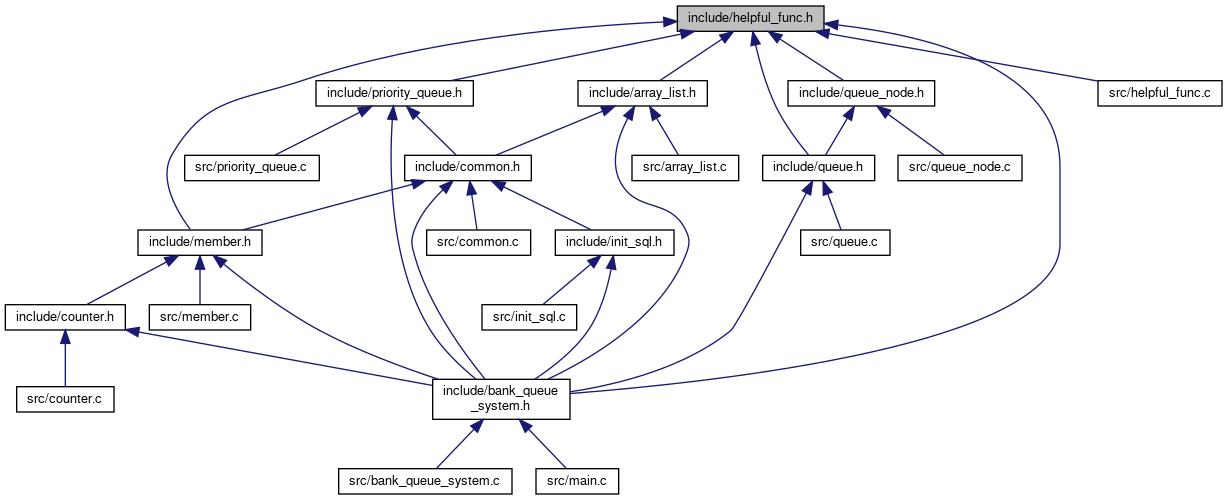 include/helpful_func.h
include/priority_queue.h
include/array_list.h
include/queue_node.h
src/helpful_func.c
src/priority_queue.c
include/common.h
src/array_list.c
include/queue.h
src/queue_node.c
include/member.h
src/common.c
include/init_sql.h
src/queue.c
include/counter.h
src/member.c
src/init_sql.c
src/counter.c
include/bank_queue
_system.h
src/bank_queue_system.c
src/main.c